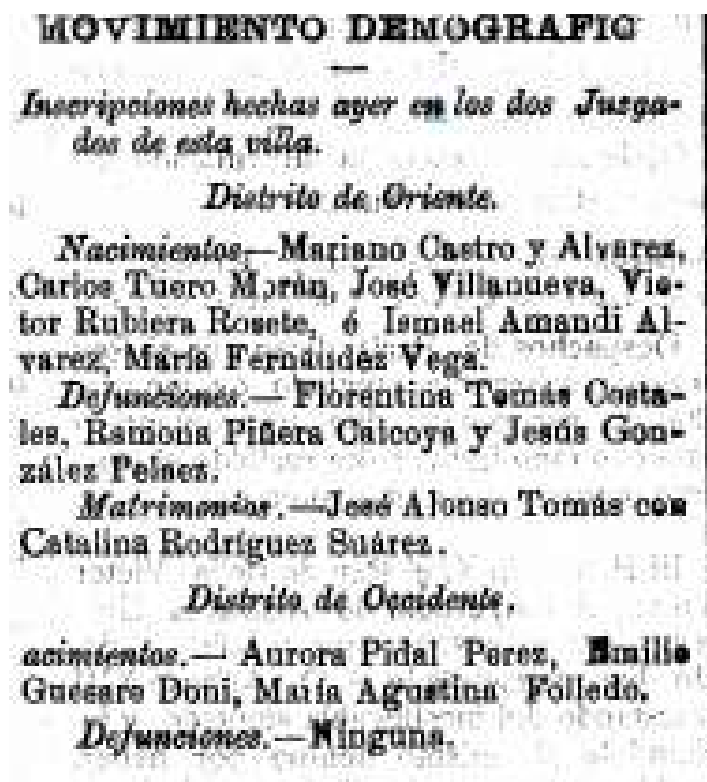 MOVIMIENTO DEMOGRAFIC
Inscripciones hechas ayer en los dos Juzga-
dos de esta villa.
Distrito de Oriente.
Nacimientos.—Mariano Castro y Alvarez,
Carlos Tuero Morán, José Villanueva, Vic-
tor Rubiera Rosete, é Ismael Amandi Al-
varez, María Fernández Vega.
Defunciones.—Florentina Tomás Costa-
les, Ramona Piñera Caicoya y Jesús Gon-
zález Pelaez.
Matrimonios.—José Alonso Tomás con
Catalina Rodríguez Suárez.
Distrito de Occidente.
acimientos.—Aurora Pidal Perez, Emilio
María Agustina Folledo.
Defunciones.—Ninguna.